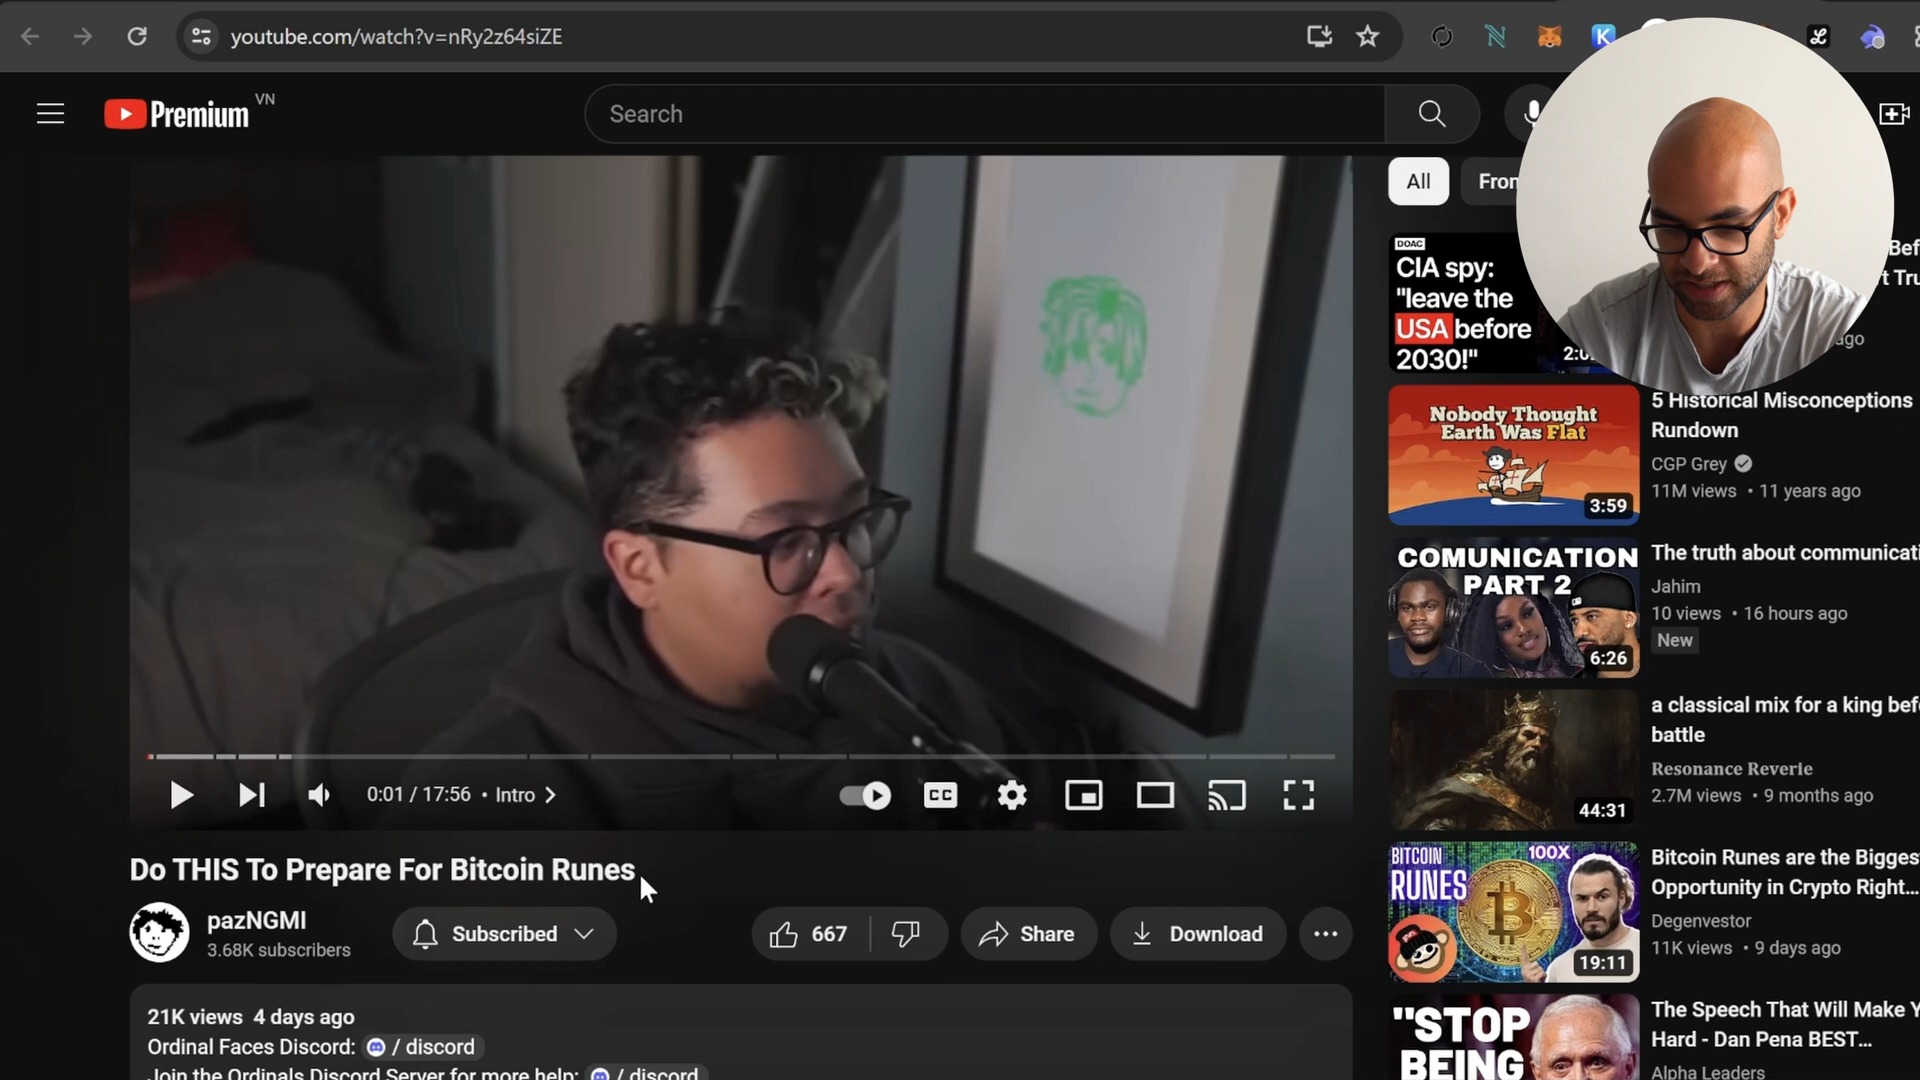 youtube.com/watch?v=nRy2z64siZE
K
Premium
VN
Search
All
DOAC
CIA spy:
"leave the
USA before
2030!"
ago
Nobody Thought
Earth Was Flat
3:59
5 Historical Misconceptions
Rundown
CGP Grey
11M views • 11 years ago
COMUNICATION
PART 2
6:26
The truth about communicati
Jahim
10 views • 16 hours ago
New
44:31
a classical mix for a king bef
battle
Resonance Reverie
2.7M views • 9 months ago
BITCOIN
RUNES
100X
19:11
Bitcoin Runes are the Bigges
Opportunity in Crypto Right...
Degenvestor
11K views • 9 days ago
"STOP
BEING
The Speech That Will Make Y
Hard - Dan Pena BEST...
Alpha Leaders
0:01 / 17:56 • Intro
CC
Do THIS To Prepare For Bitcoin Runes
pazNGMI
3.68K subscribers
Subscribed
667
Share
Download
21K views 4 days ago
Ordinal Faces Discord: / discord
Join the Ordinals Discord Server for more help: / discord